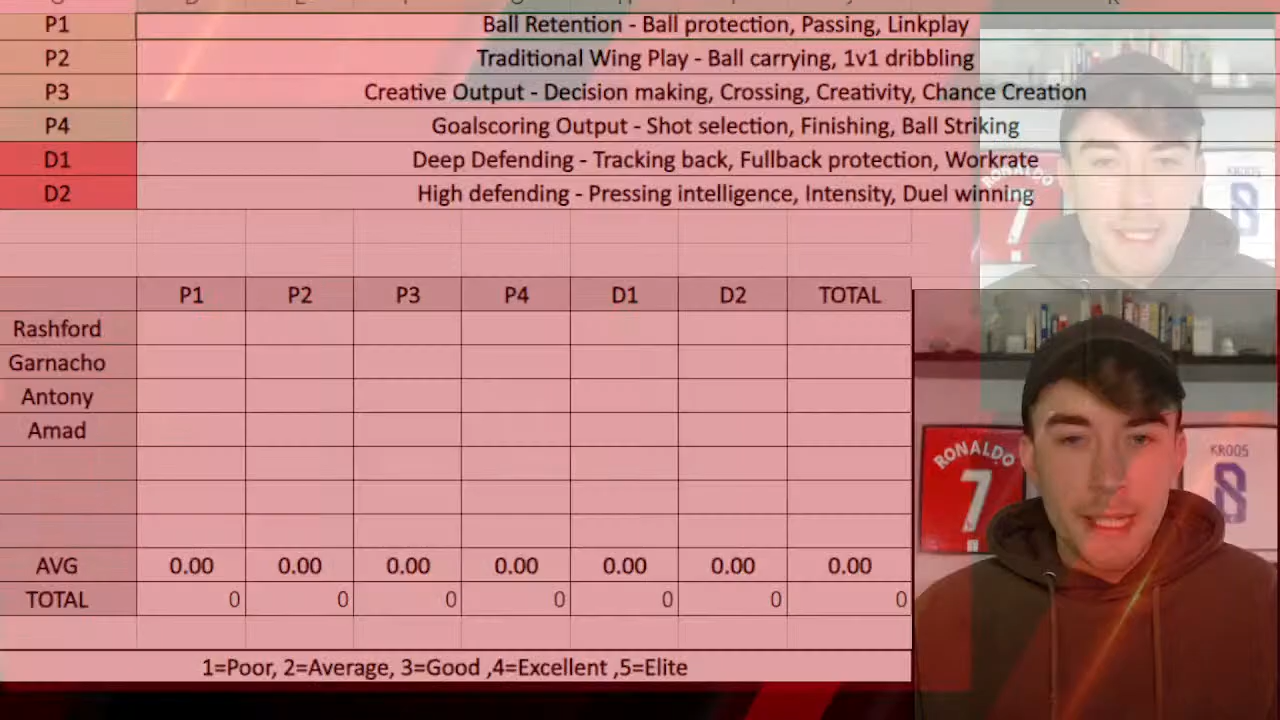 P1 Ball Retention - Ball protection, Passing, Linkplay
P2 Traditional Wing Play - Ball carrying, 1v1 dribbling
P3 Creative Output - Decision making, Crossing, Creativity, Chance Creation
P4 Goalscoring Output - Shot selection, Finishing, Ball Striking
D1 Deep Defending - Tracking back, Fullback protection, Workrate
D2 High defending - Pressing intelligence, Intensity, Duel winning
RONALDO
7
KROOS
8
P1 P2 P3 P4 D1 D2 TOTAL
Rashford
Garnacho
Antony
Amad
AVG 0.00 0.00 0.00 0.00 0.00 0.00 0.00
TOTAL 0 0 0 0 0 0 0
1=Poor, 2=Average, 3=Good ,4=Excellent ,5=Elite
RONALDO
7
KROOS
8